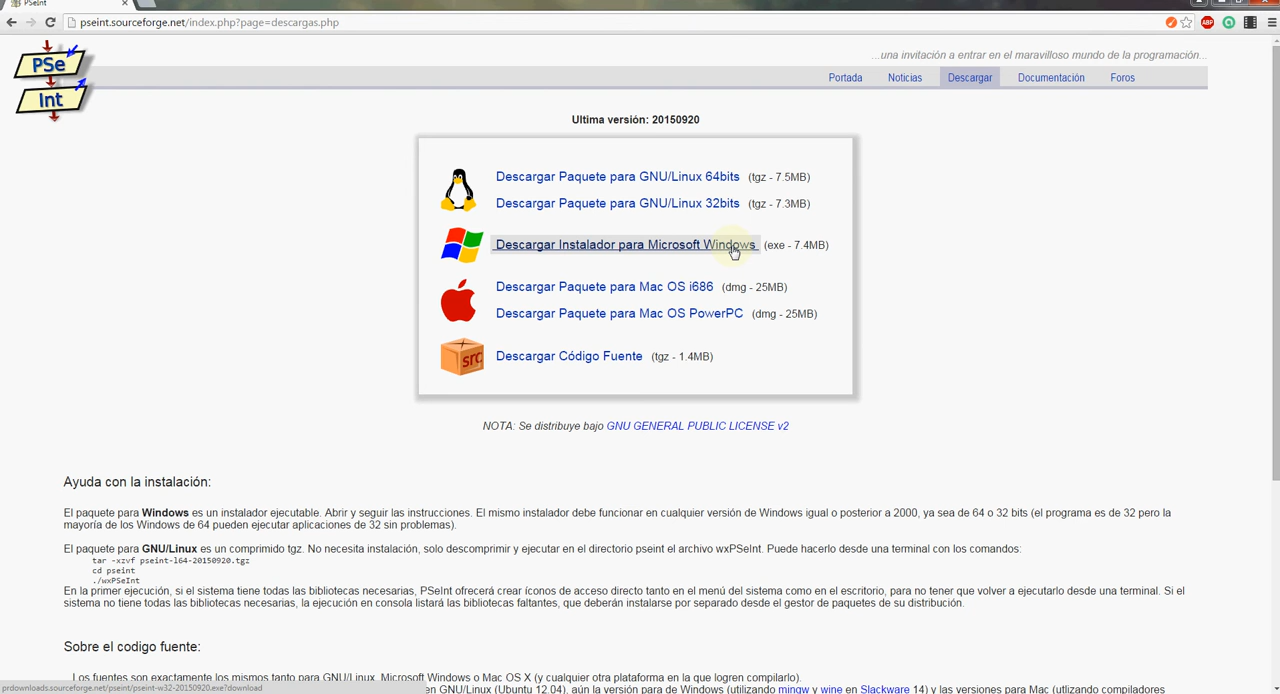 PSeInt
pseint.sourceforge.net/index.php?page=descargas.php
ABP
PSe
Int
...una invitación a entrar en el maravilloso mundo de la programación...
Portada
Noticias
Descargar
Documentación
Foros
Ultima versión: 20150920
Descargar Paquete para GNU/Linux 64bits (tgz - 7.5MB)
Descargar Paquete para GNU/Linux 32bits (tgz - 7.3MB)
Descargar Instalador para Microsoft Windows (exe - 7.4MB)
Descargar Paquete para Mac OS i686 (dmg - 25MB)
Descargar Paquete para Mac OS PowerPC (dmg - 25MB)
src
Descargar Código Fuente (tgz - 1.4MB)
NOTA: Se distribuye bajo GNU GENERAL PUBLIC LICENSE v2
Ayuda con la instalación:
El paquete para Windows es un instalador ejecutable. Abrir y seguir las instrucciones. El mismo instalador debe funcionar en cualquier versión de Windows igual o posterior a 2000, ya sea de 64 o 32 bits (el programa es de 32 pero la
mayoría de los Windows de 64 pueden ejecutar aplicaciones de 32 sin problemas).
El paquete para GNU/Linux es un comprimido tgz. No necesita instalación, solo descomprimir y ejecutar en el directorio pseint el archivo wxPSeInt. Puede hacerlo desde una terminal con los comandos:
tar -xzvf pseint-l64-20150920.tgz
cd pseint
./wxPSeInt
En la primer ejecución, si el sistema tiene todas las bibliotecas necesarias, PSeInt ofrecerá crear íconos de acceso directo tanto en el menú del sistema como en el escritorio, para no tener que volver a ejecutarlo desde una terminal. Si el
sistema no tiene todas las bibliotecas necesarias, la ejecución en consola listará las bibliotecas faltantes, que deberán instalarse por separado desde el gestor de paquetes de su distribución.
Sobre el codigo fuente:
Los fuentes son exactamente los mismos tanto para GNU/Linux, Microsoft Windows o Mac OS X (y cualquier otra plataforma en la que logren compilarlo).
prdownloads.sourceforge.net/pseint/pseint-w32-20150920.exe?download
en GNU/Linux (Ubuntu 12.04), aún la versión para de Windows (utilizando mingw y wine en Slackware 14) y las versiones para Mac (utlizando compiladores